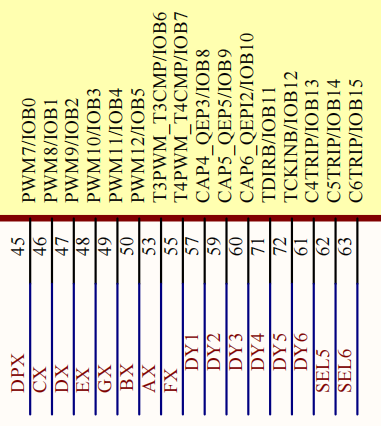 DPX 45 PWM7/IOB0
CX 46 PWM8/IOB1
DX 47 PWM9/IOB2
EX 48 PWM10/IOB3
GX 49 PWM11/IOB4
BX 50 PWM12/IOB5
AX 53 T3PWM_T3CMP/IOB6
FX 55 T4PWM_T4CMP/IOB7
DY1 57 CAP4_QEP3/IOB8
DY2 59 CAP5_QEP5/IOB9
DY3 60 CAP6_QEPI2/IOB10
DY4 71 TDIRB/IOB11
DY5 72 TCKINB/IOB12
DY6 61 C4TRIP/IOB13
SEL5 62 C5TRIP/IOB14
SEL6 63 C6TRIP/IOB15